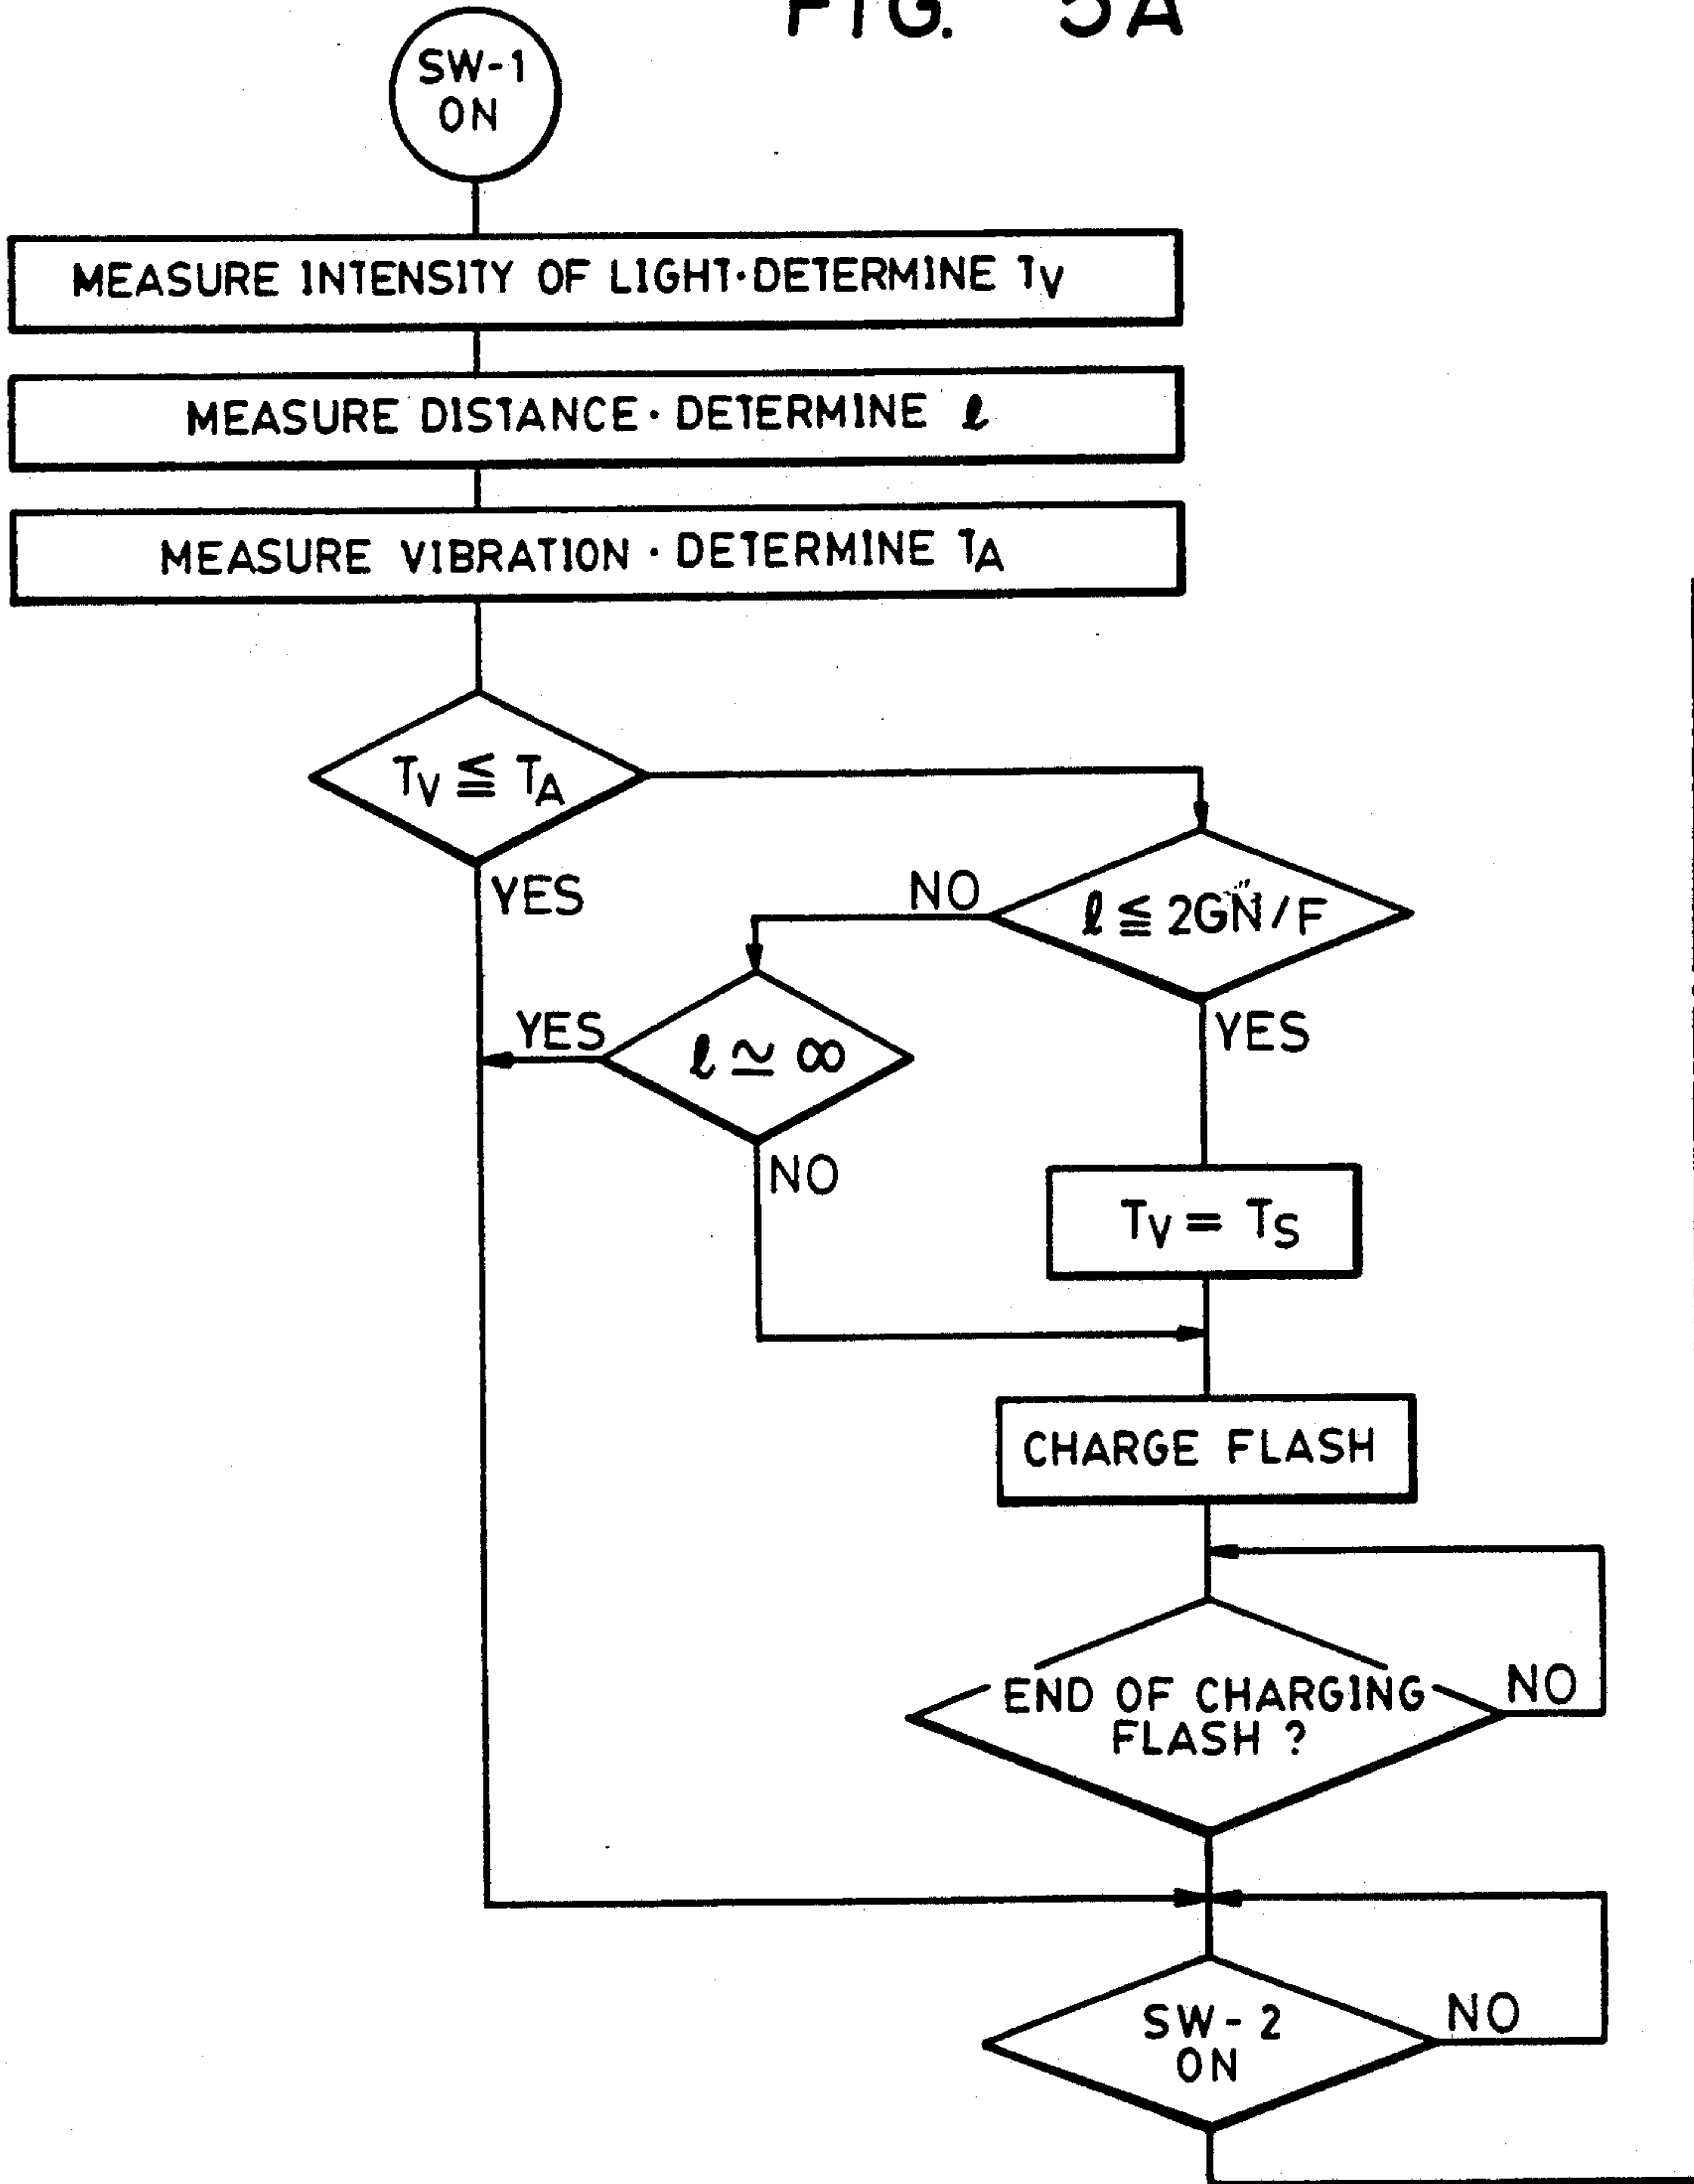 FIG. 5A
SW-1
ON
MEASURE INTENSITY OF LIGHT·DETERMINE TV
MEASURE DISTANCE · DETERMINE ℓ
MEASURE VIBRATION · DETERMINE TA
TV ≦ TA
YES
NO
ℓ ≦ 2GN/F
YES
YES
ℓ ≃ ∞
NO
TV = TS
CHARGE FLASH
END OF CHARGING
FLASH ?
NO
SW-2
ON
NO